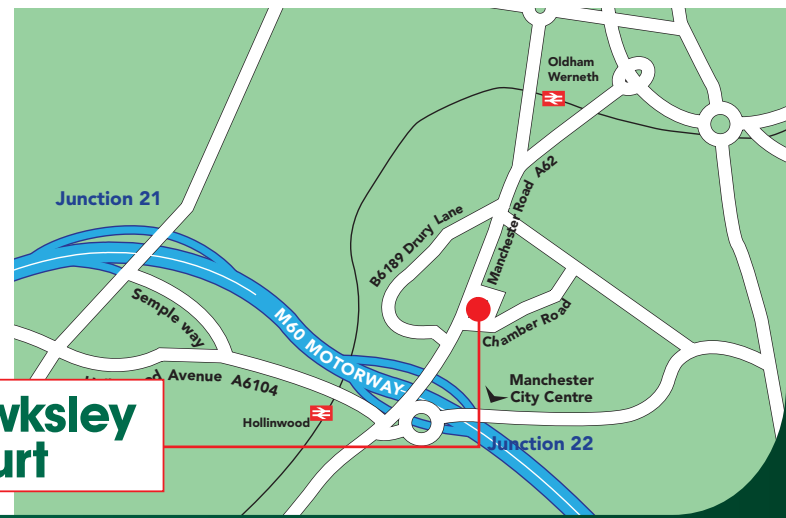 Oldham
Werneth
Junction 21
Manchester Road A62
B6189 Drury Lane
Semple way
M60 MOTORWAY
Chamber Road
Avenue A6104
Manchester
City Centre
Hollinwood
Junction 22
wksley
urt